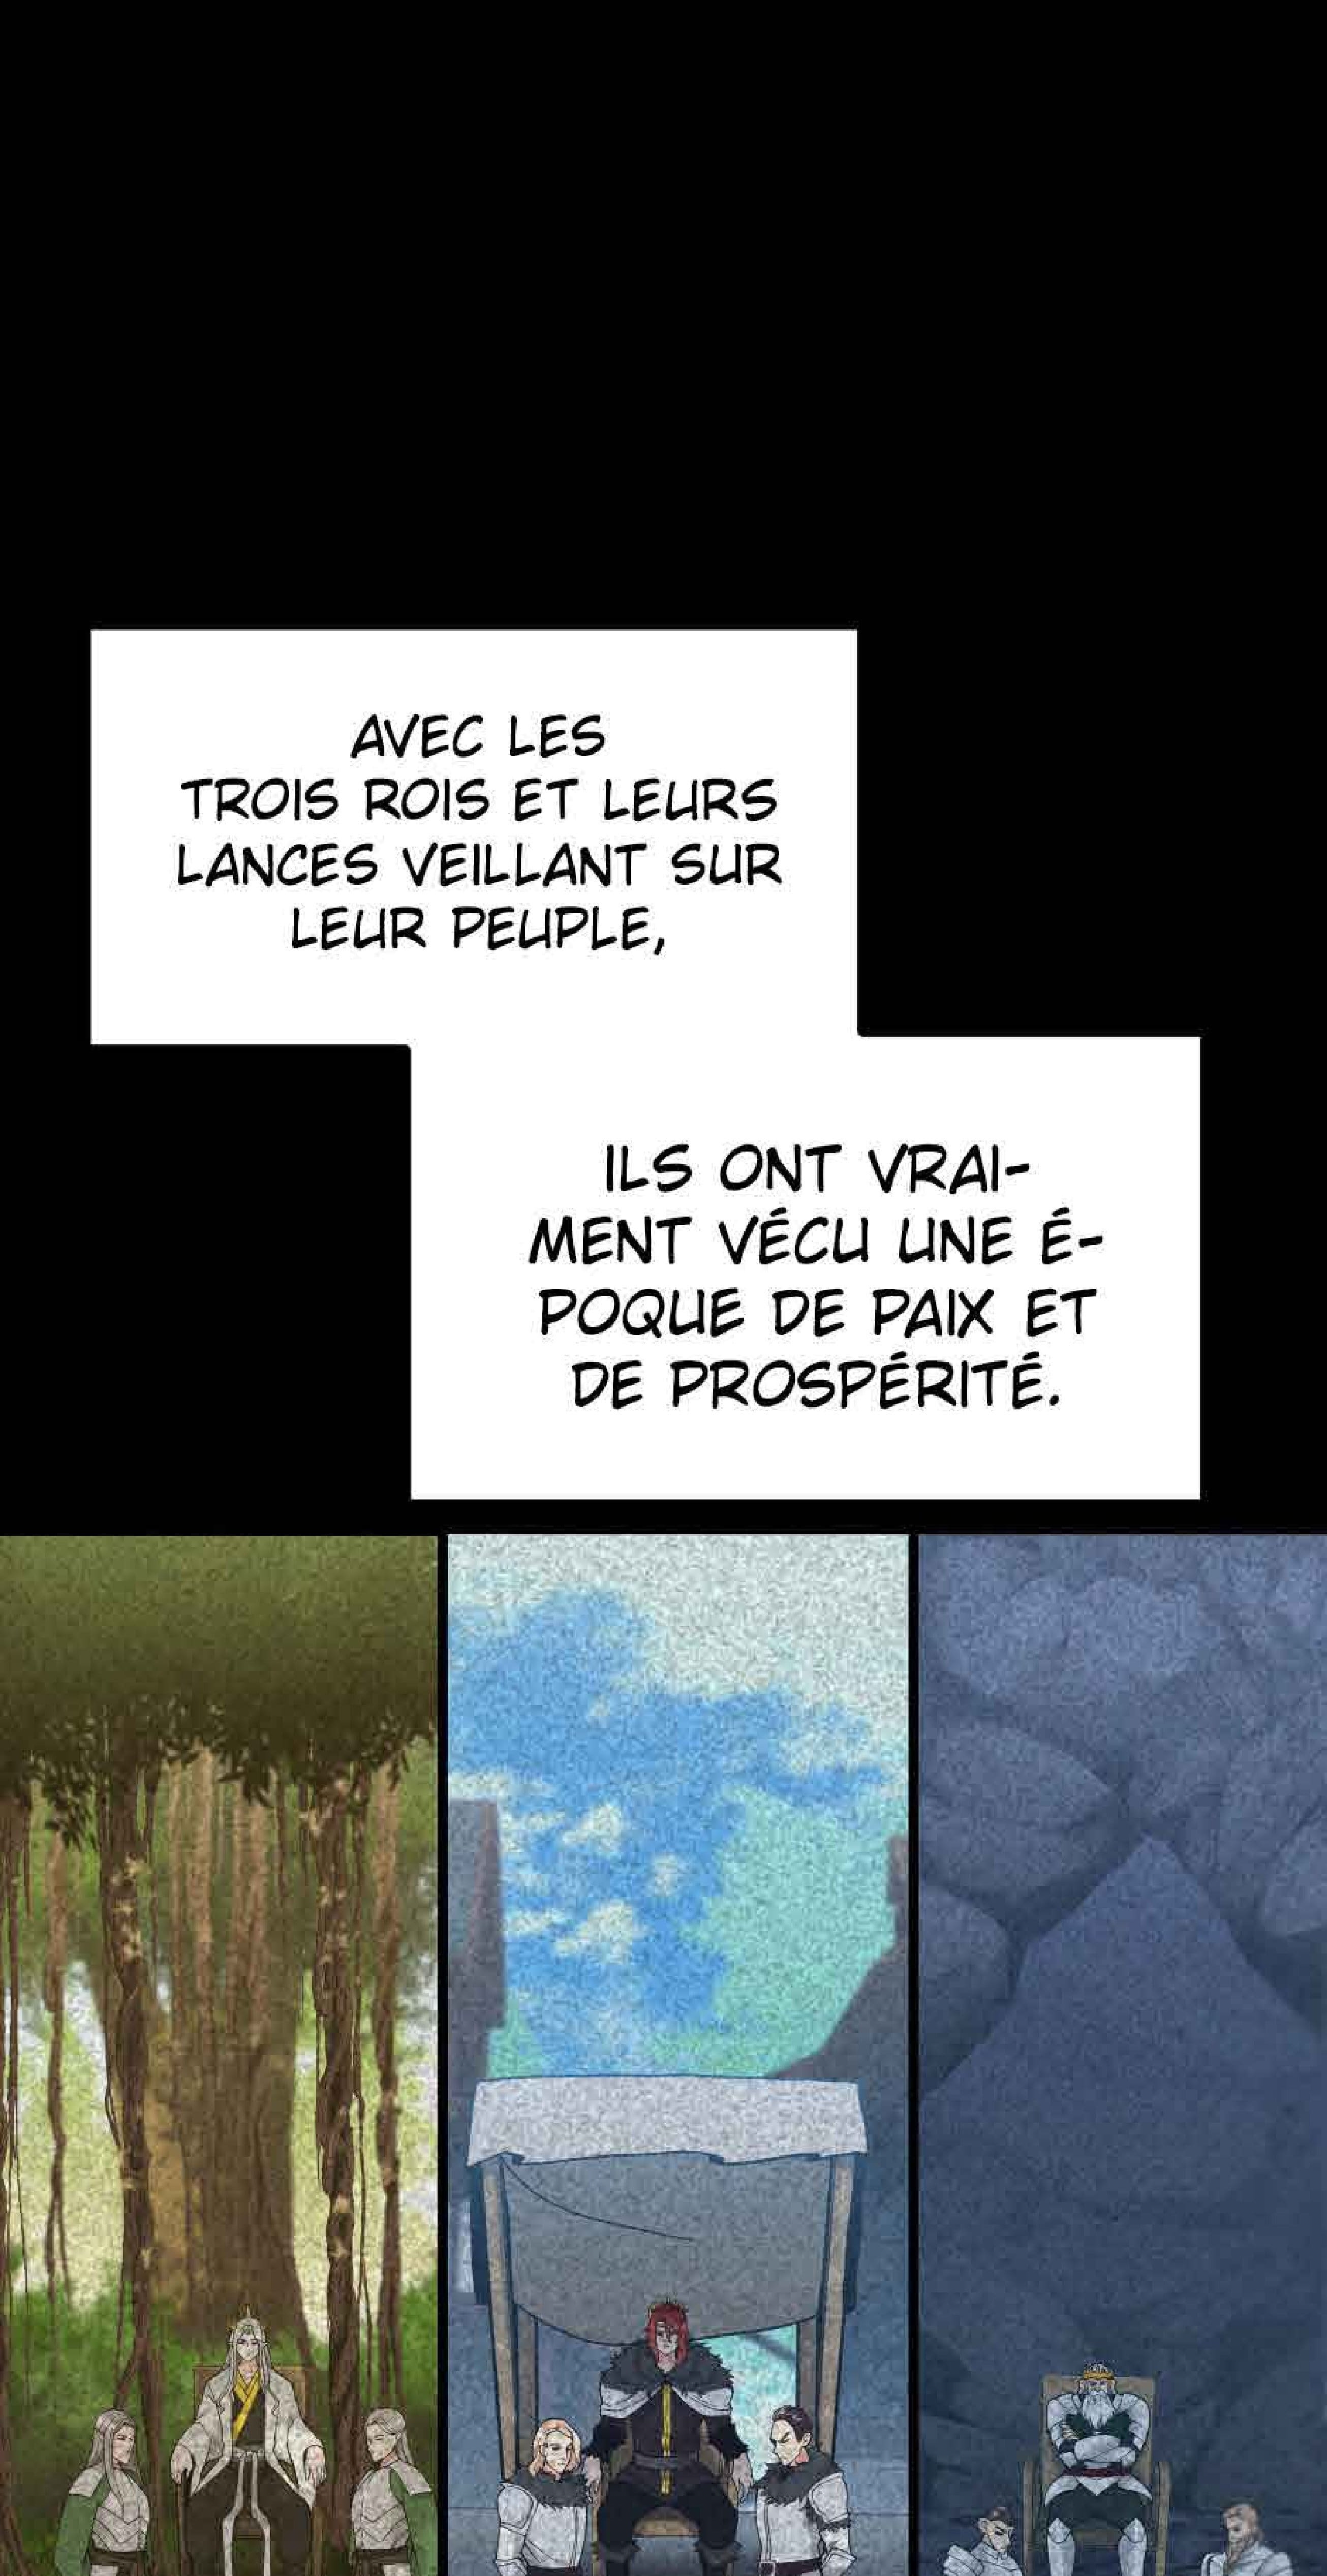 AVEC LES
TROIS ROIS ET LEURS
LANCES VEILLANT SUR
LEUR PEUPLE,
ILS ONT VRAI-
MENT VÉCU UNE É-
POQUE DE PAIX ET
DE PROSPÉRITÉ.